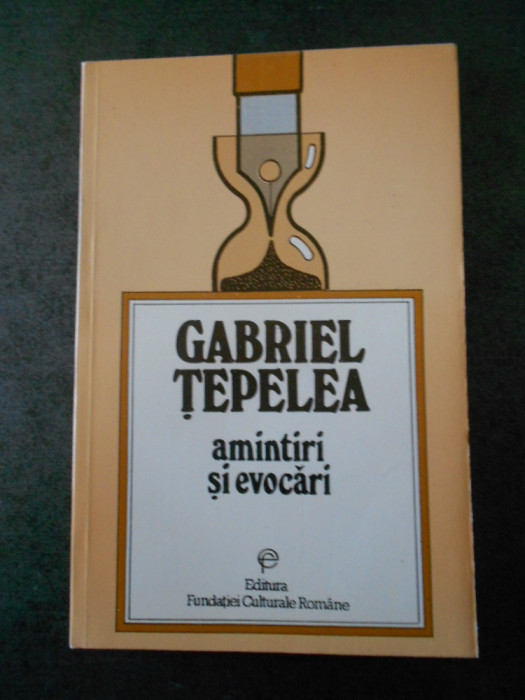 GABRIEL
ȚEPELEA
amintiri
și evocări
Editura
Fundației Culturale Române